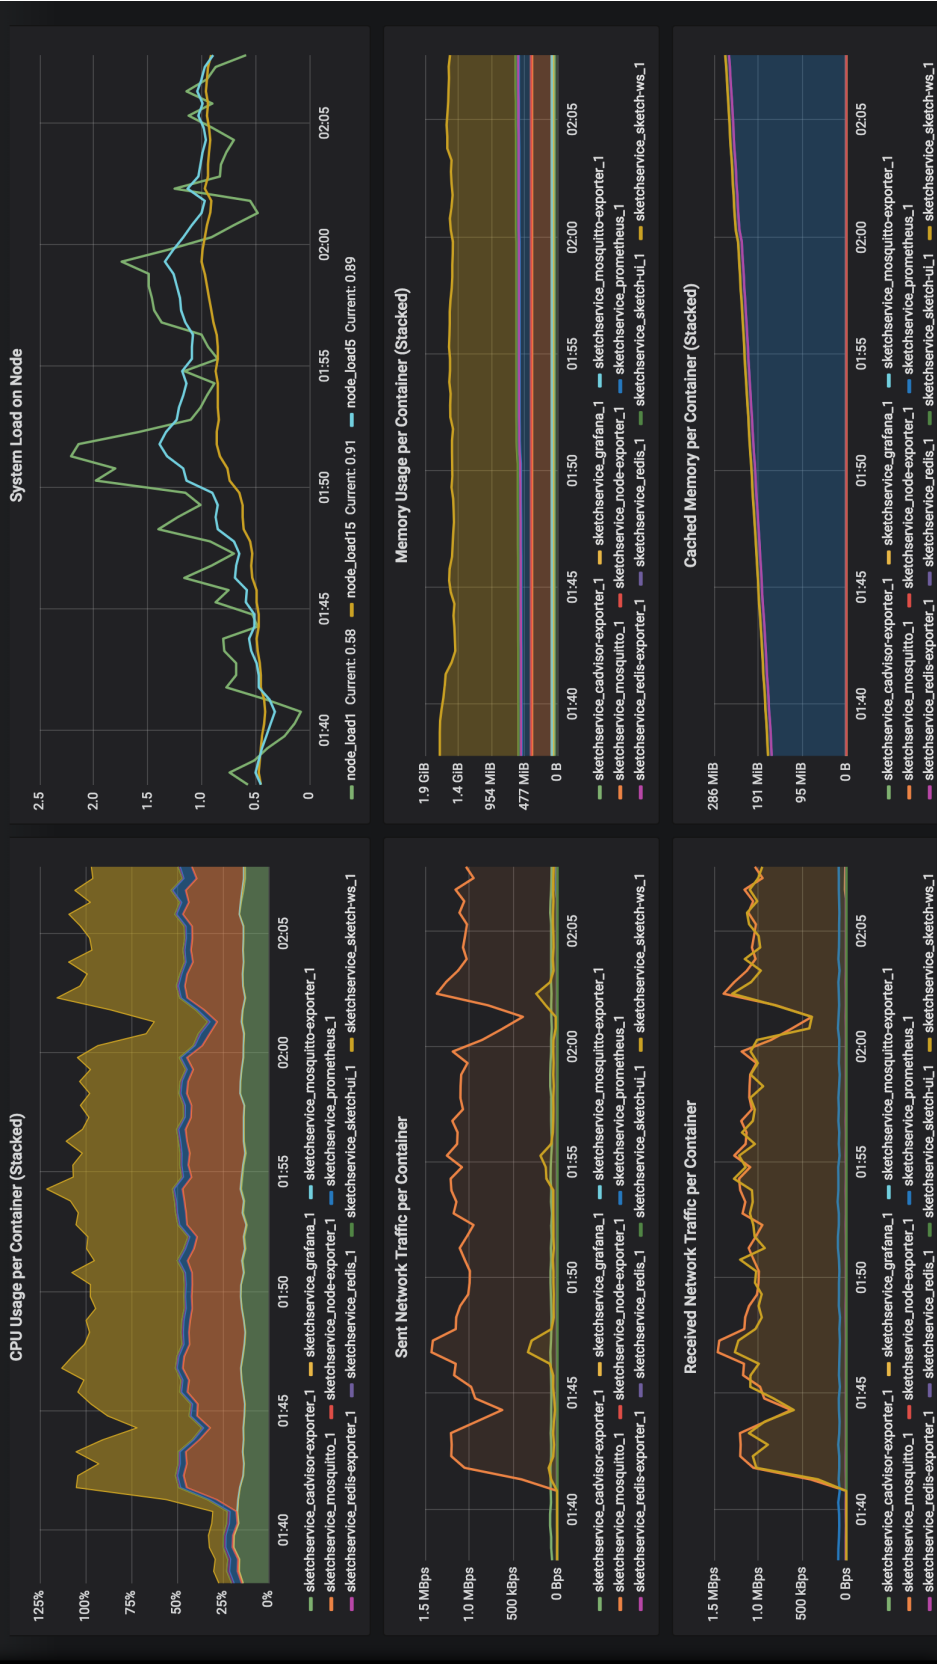 CPU Usage per Container (Stacked)
125%
100%
75%
50%
25%
0%
01:40 01:45 01:50 01:55 02:00 02:05
sketchservice_cadvisor-exporter_1 sketchservice_grafana_1 sketchservice_mosquitto-exporter_1
sketchservice_mosquitto_1 sketchservice_node-exporter_1 sketchservice_prometheus_1
sketchservice_redis-exporter_1 sketchservice_redis_1 sketchservice_sketch-ui_1 sketchservice_sketch-ws_1
System Load on Node
2.5
2.0
1.5
1.0
0.5
0
01:40 01:45 01:50 01:55 02:00 02:05
node_load1 Current: 0.58 node_load15 Current: 0.91 node_load5 Current: 0.89
Sent Network Traffic per Container
1.5 MBps
1.0 MBps
500 kBps
0 Bps
01:40 01:45 01:50 01:55 02:00 02:05
sketchservice_cadvisor-exporter_1 sketchservice_grafana_1 sketchservice_mosquitto-exporter_1
sketchservice_mosquitto_1 sketchservice_node-exporter_1 sketchservice_prometheus_1
sketchservice_redis-exporter_1 sketchservice_redis_1 sketchservice_sketch-ui_1 sketchservice_sketch-ws_1
Memory Usage per Container (Stacked)
1.9 GiB
1.4 GiB
954 MiB
477 MiB
0 B
01:40 01:45 01:50 01:55 02:00 02:05
sketchservice_cadvisor-exporter_1 sketchservice_grafana_1 sketchservice_mosquitto-exporter_1
sketchservice_mosquitto_1 sketchservice_node-exporter_1 sketchservice_prometheus_1
sketchservice_redis-exporter_1 sketchservice_redis_1 sketchservice_sketch-ui_1 sketchservice_sketch-ws_1
Received Network Traffic per Container
1.5 MBps
1.0 MBps
500 kBps
0 Bps
01:40 01:45 01:50 01:55 02:00 02:05
sketchservice_cadvisor-exporter_1 sketchservice_grafana_1 sketchservice_mosquitto-exporter_1
sketchservice_mosquitto_1 sketchservice_node-exporter_1 sketchservice_prometheus_1
sketchservice_redis-exporter_1 sketchservice_redis_1 sketchservice_sketch-ui_1 sketchservice_sketch-ws_1
Cached Memory per Container (Stacked)
286 MiB
191 MiB
95 MiB
0 B
01:40 01:45 01:50 01:55 02:00 02:05
sketchservice_cadvisor-exporter_1 sketchservice_grafana_1 sketchservice_mosquitto-exporter_1
sketchservice_mosquitto_1 sketchservice_node-exporter_1 sketchservice_prometheus_1
sketchservice_redis-exporter_1 sketchservice_redis_1 sketchservice_sketch-ui_1 sketchservice_sketch-ws_1